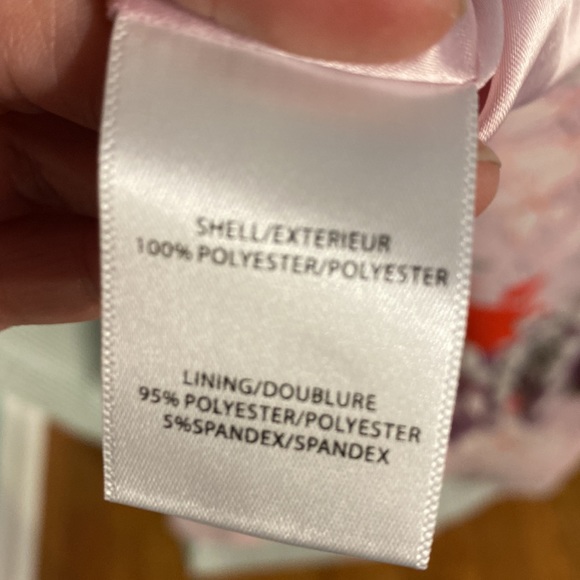 SHELL/EXTERIEUR
100% POLYESTER/POLYESTER
LINING/DOUBLURE
95% POLYESTER/POLYESTER
5%SPANDEX/SPANDEX